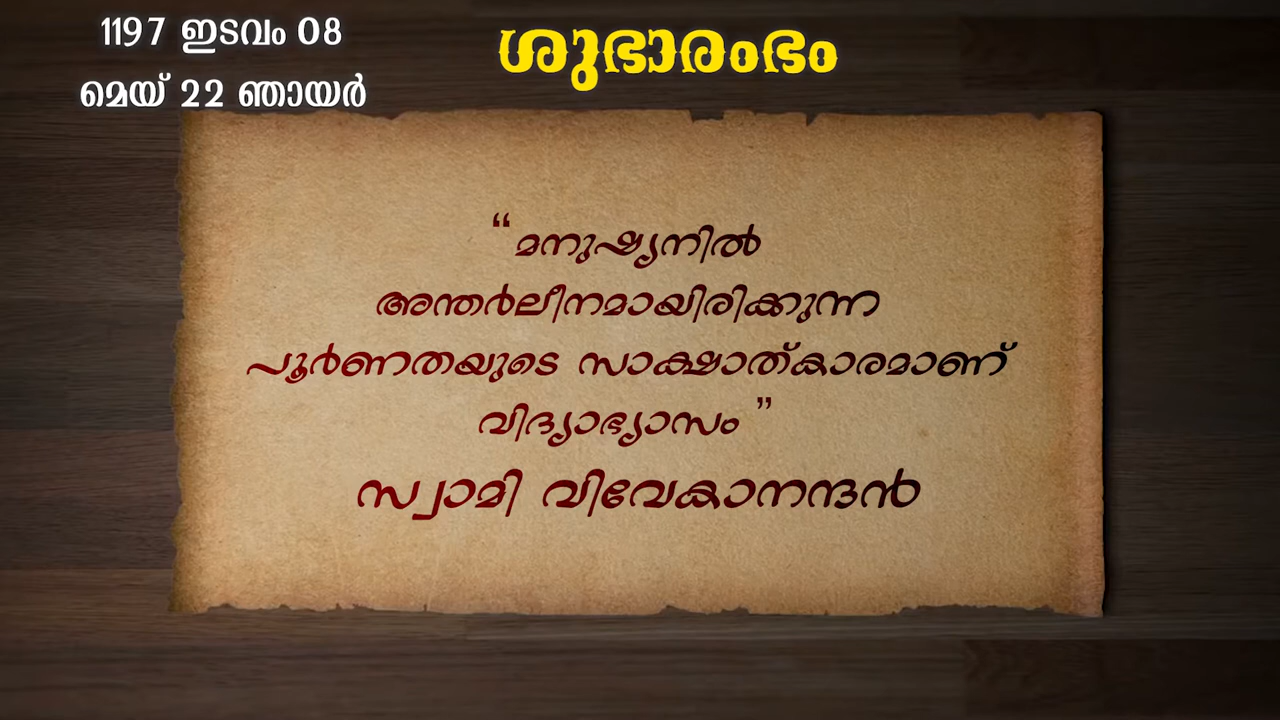 1197 ഇടവം 08
മെയ് 22 ഞായർ
ശുഭാരംഭം
“മനുഷ്യനിൽ
അന്തർലീനമായിരിക്കുന്ന
പൂർണതയുടെ സാക്ഷാത്കാരമാണ്
വിദ്യാഭ്യാസം ”
സ്വാമി വിവേകാനന്ദൻ